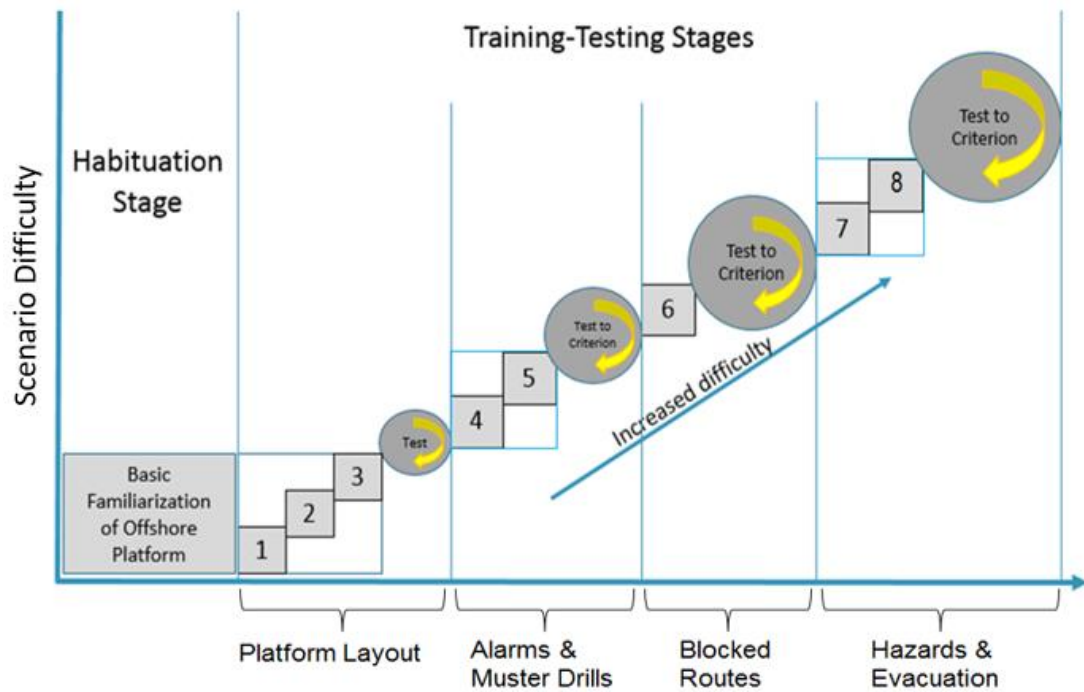 Training-Testing Stages
Scenario Difficulty
Habituation
Stage
Basic
Familiarization
of Offshore
Platform
1
2
3
Test
4
5
Test to
Criterion
6
Test to
Criterion
7
8
Test to
Criterion
Increased difficulty
Platform Layout
Alarms &
Muster Drills
Blocked
Routes
Hazards &
Evacuation